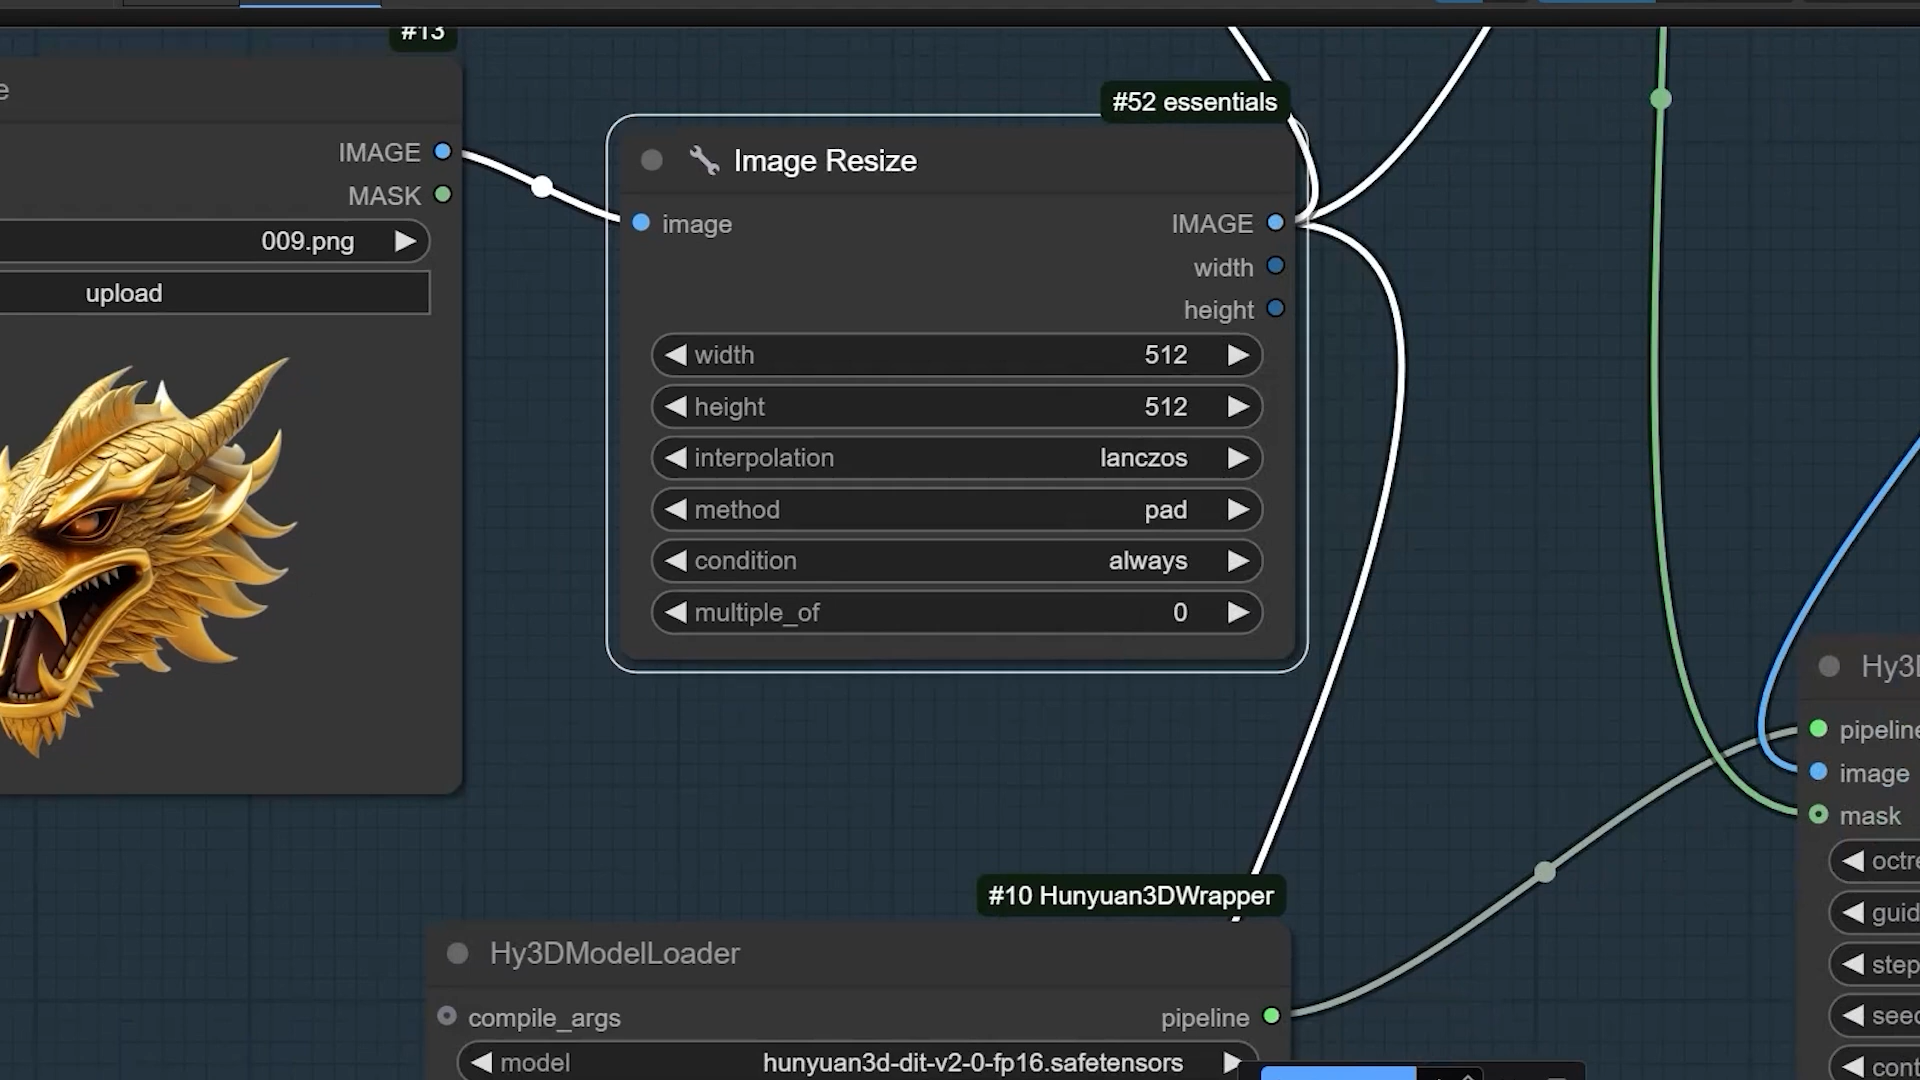 #13
IMAGE
MASK
009.png
upload
#52 essentials
Image Resize
image
IMAGE
width
height
width 512
height 512
interpolation lanczos
method pad
condition always
multiple_of 0
#10 Hunyuan3DWrapper
Hy3DModelLoader
compile_args
pipeline
model hunyuan3d-dit-v2-0-fp16.safetensors
pipeline
image
mask